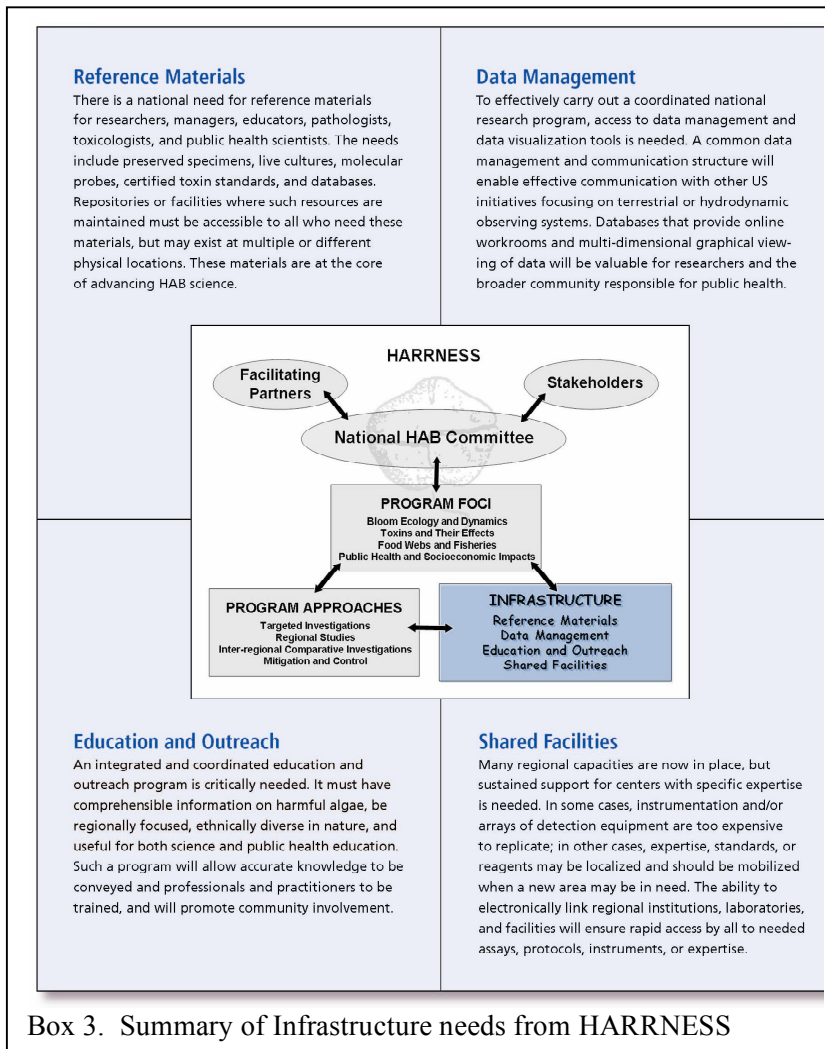 Reference Materials
There is a national need for reference materials
for researchers, managers, educators, pathologists,
toxicologists, and public health scientists. The needs
include preserved specimens, live cultures, molecular
probes, certified toxin standards, and databases.
Repositories or facilities where such resources are
maintained must be accessible to all who need these
materials, but may exist at multiple or different
physical locations. These materials are at the core
of advancing HAB science.
Data Management
To effectively carry out a coordinated national
research program, access to data management and
data visualization tools is needed. A common data
management and communication structure will
enable effective communication with other US
initiatives focusing on terrestrial or hydrodynamic
observing systems. Databases that provide online
workrooms and multi-dimensional graphical view-
ing of data will be valuable for researchers and the
broader community responsible for public health.
HARRNESS
Facilitating
Partners
Stakeholders
National HAB Committee
PROGRAM FOCI
Bloom Ecology and Dynamics
Toxins and Their Effects
Food Webs and Fisheries
Public Health and Socioeconomic Impacts
PROGRAM APPROACHES
Targeted Investigations
Regional Studies
Inter-regional Comparative Investigations
Mitigation and Control
INFRASTRUCTURE
Reference Materials
Data Management
Education and Outreach
Shared Facilities
Education and Outreach
An integrated and coordinated education and
outreach program is critically needed. It must have
comprehensible information on harmful algae, be
regionally focused, ethnically diverse in nature, and
useful for both science and public health education.
Such a program will allow accurate knowledge to be
conveyed and professionals and practitioners to be
trained, and will promote community involvement.
Shared Facilities
Many regional capacities are now in place, but
sustained support for centers with specific expertise
is needed. In some cases, instrumentation and/or
arrays of detection equipment are too expensive
to replicate; in other cases, expertise, standards, or
reagents may be localized and should be mobilized
when a new area may be in need. The ability to
electronically link regional institutions, laboratories,
and facilities will ensure rapid access by all to needed
assays, protocols, instruments, or expertise.
Box 3. Summary of Infrastructure needs from HARRNESS